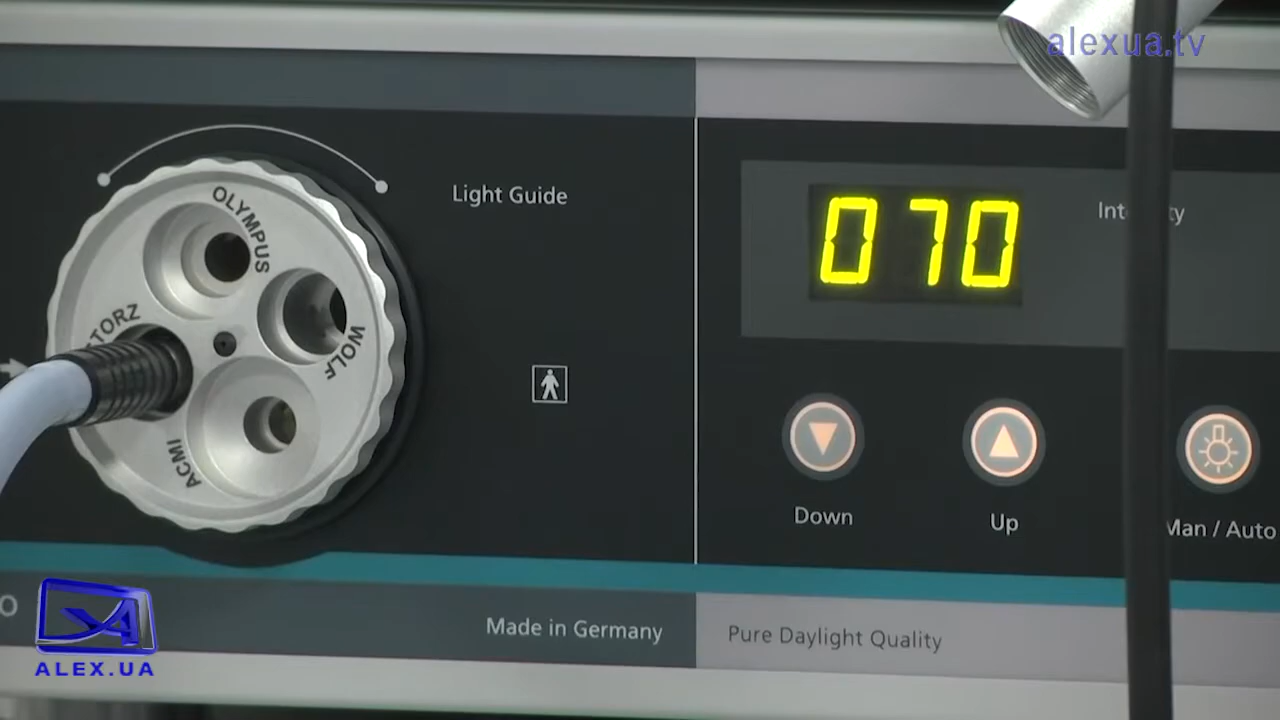 alexua.tv
Light Guide
OLYMPUS
WOLF
TORZ
ACMI
070
Down
Up
Man / Auto
Made in Germany
Pure Daylight Quality
ALEX.UA